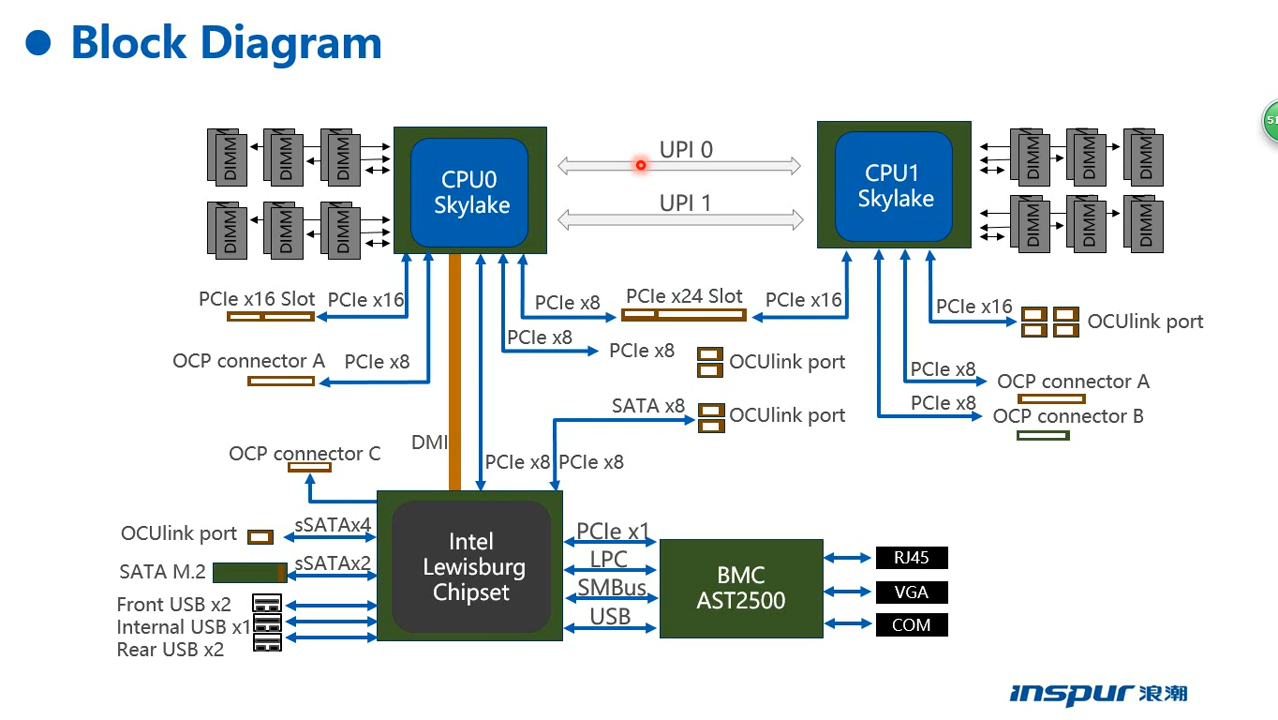 Block Diagram
DIMM DIMM DIMM
DIMM DIMM DIMM
CPU0
Skylake
UPI 0
UPI 1
CPU1
Skylake
DIMM DIMM DIMM
DIMM DIMM DIMM
51
PCIe x16 Slot
PCIe x16
PCIe x8
PCIe x24 Slot
PCIe x16
PCIe x16
OCUlink port
OCP connector A
PCIe x8
PCIe x8
PCIe x8
OCUlink port
PCIe x8
OCP connector A
PCIe x8
OCP connector B
SATA x8
OCUlink port
DMI
OCP connector C
PCIe x8
PCIe x8
OCUlink port
sSATAx4
SATA M.2
sSATAx2
Front USB x2
Internal USB x1
Rear USB x2
Intel
Lewisburg
Chipset
PCIe x1
LPC
SMBus
USB
BMC
AST2500
RJ45
VGA
COM
inspur 浪潮